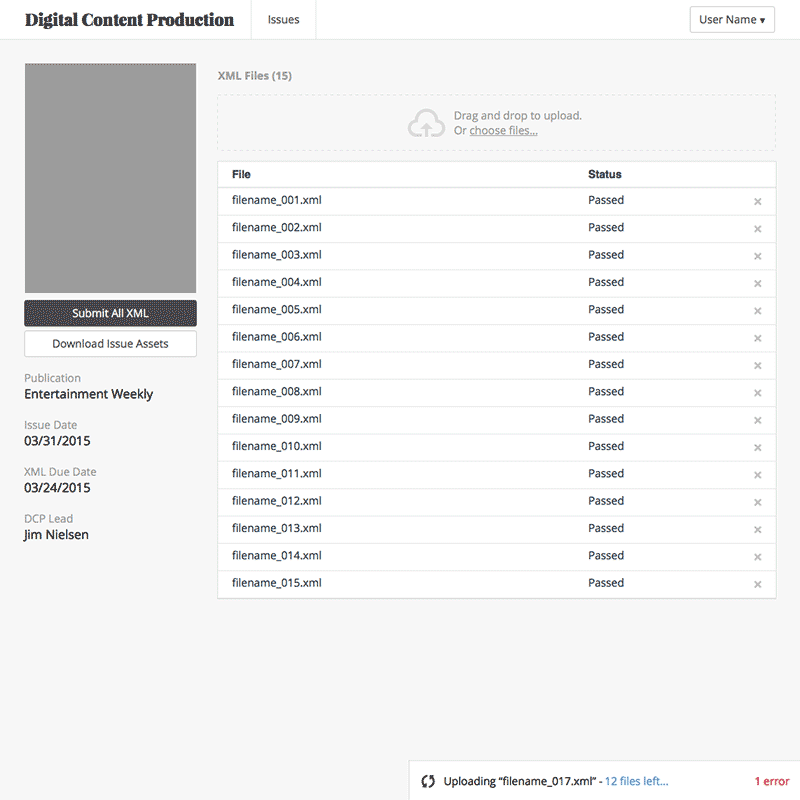 Digital Content Production Issues User Name ▾
XML Files (15)
Drag and drop to upload.
Or choose files...
Submit All XML
Download Issue Assets
Publication
Entertainment Weekly
Issue Date
03/31/2015
XML Due Date
03/24/2015
DCP Lead
Jim Nielsen
File Status
filename_001.xml Passed ×
filename_002.xml Passed ×
filename_003.xml Passed ×
filename_004.xml Passed ×
filename_005.xml Passed ×
filename_006.xml Passed ×
filename_007.xml Passed ×
filename_008.xml Passed ×
filename_009.xml Passed ×
filename_010.xml Passed ×
filename_011.xml Passed ×
filename_012.xml Passed ×
filename_013.xml Passed ×
filename_014.xml Passed ×
filename_015.xml Passed ×
Uploading “filename_017.xml” - 12 files left... 1 error